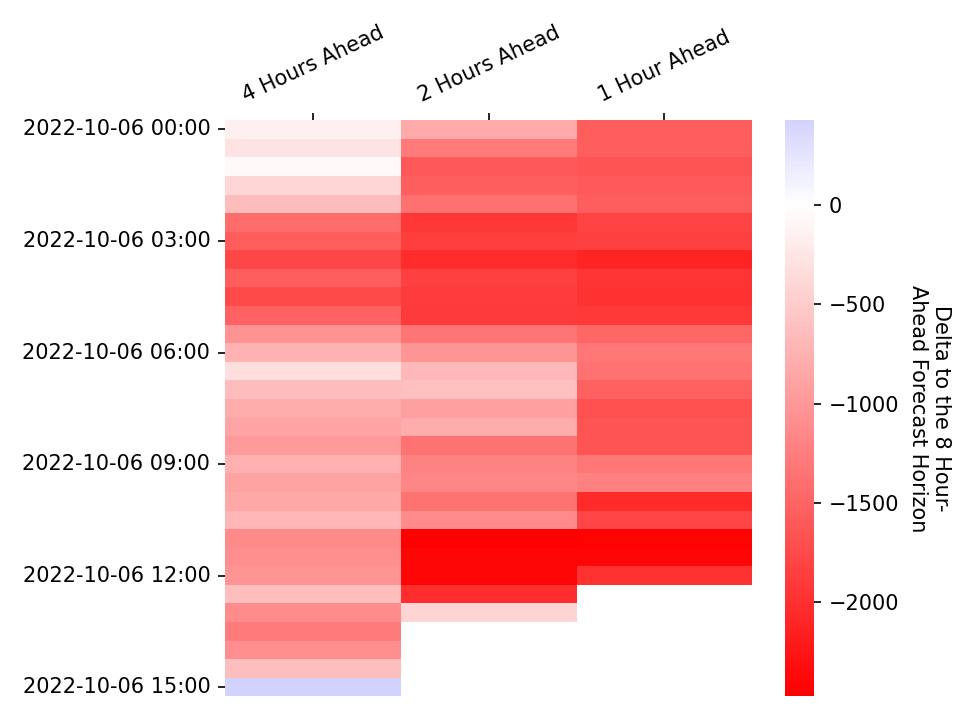 4 Hours Ahead
2 Hours Ahead
1 Hour Ahead
2022-10-06 00:00
2022-10-06 03:00
2022-10-06 06:00
2022-10-06 09:00
2022-10-06 12:00
2022-10-06 15:00
0
−500
−1000
−1500
−2000
Delta to the 8 Hour-
Ahead Forecast Horizon